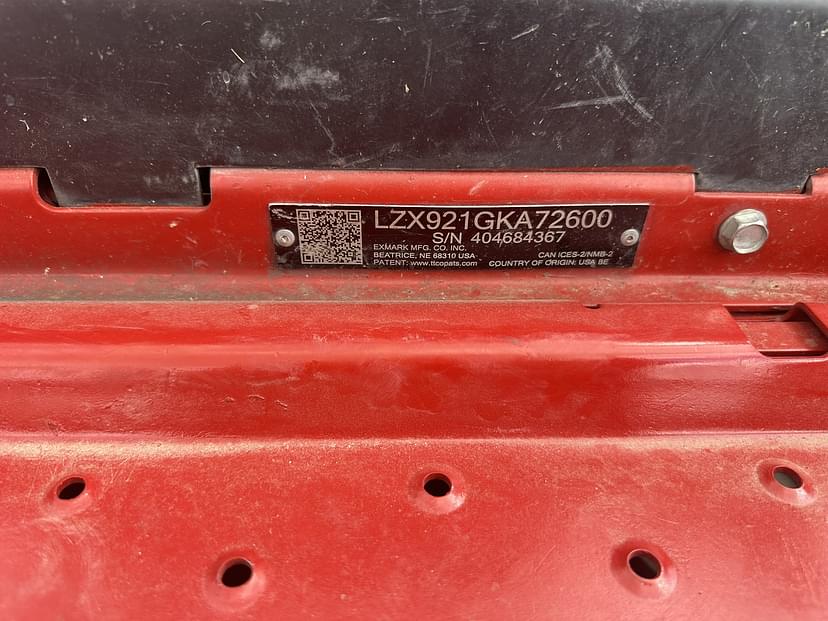 LZX921GKA72600
S/N 404684367
EXMARK MFG. CO. INC.
BEATRICE, NE 68310 USA
CAN ICES-2/NMB-2
PATENT: www.ttcopats.com
COUNTRY OF ORIGIN: USA BE